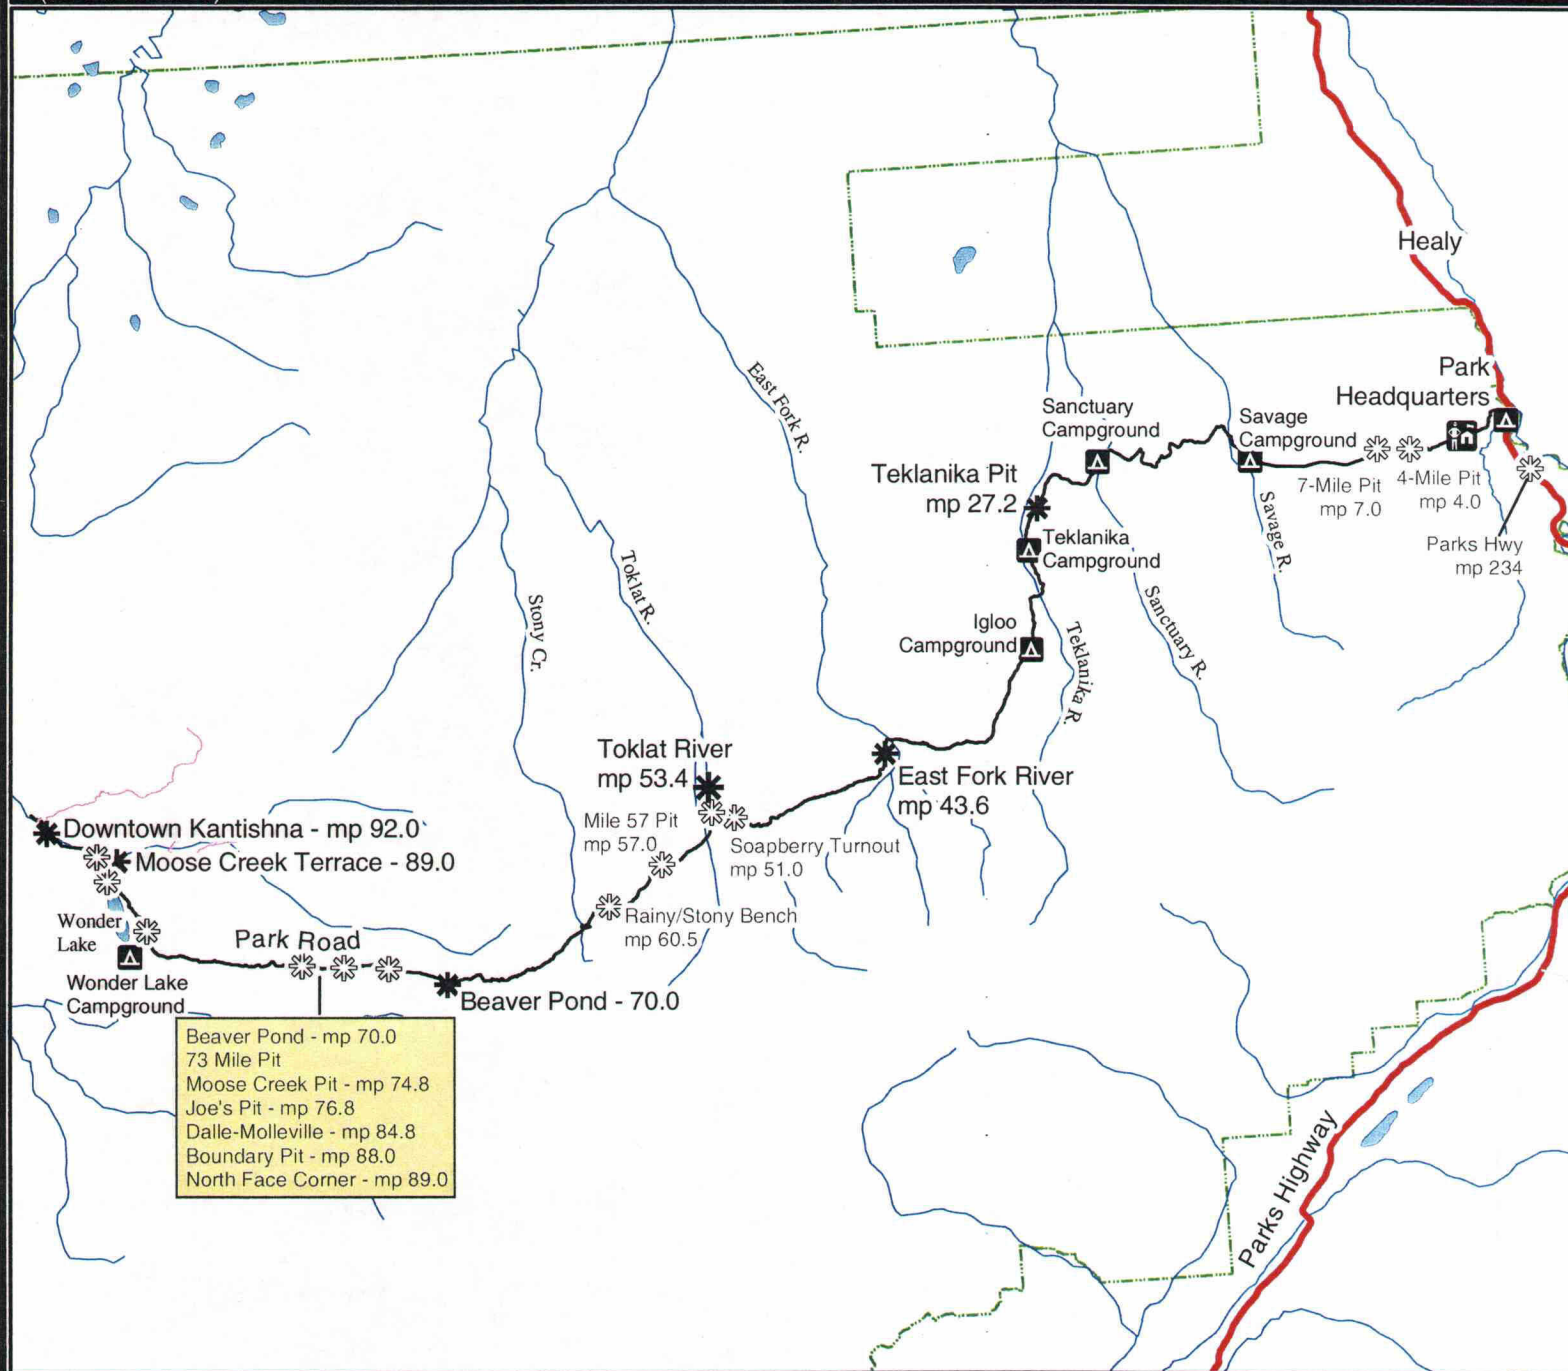 Healy
Park
Headquarters
East Fork R.
Sanctuary
Campground
Savage
Campground
Teklanika Pit
mp 27.2
7-Mile Pit
mp 7.0
4-Mile Pit
mp 4.0
Savage R.
Parks Hwy
mp 234
Teklanika
Campground
Toklat R.
Stony Cr.
Sanctuary R.
Igloo
Campground
Teklanika R.
Toklat River
mp 53.4
East Fork River
mp 43.6
Mile 57 Pit
mp 57.0
Soapberry Turnout
mp 51.0
Downtown Kantishna - mp 92.0
Moose Creek Terrace - 89.0
Wonder
Lake
Park Road
Rainy/Stony Bench
mp 60.5
Wonder Lake
Campground
Beaver Pond - 70.0
Beaver Pond - mp 70.0
73 Mile Pit
Moose Creek Pit - mp 74.8
Joe's Pit - mp 76.8
Dalle-Molleville - mp 84.8
Boundary Pit - mp 88.0
North Face Corner - mp 89.0
Parks Highway